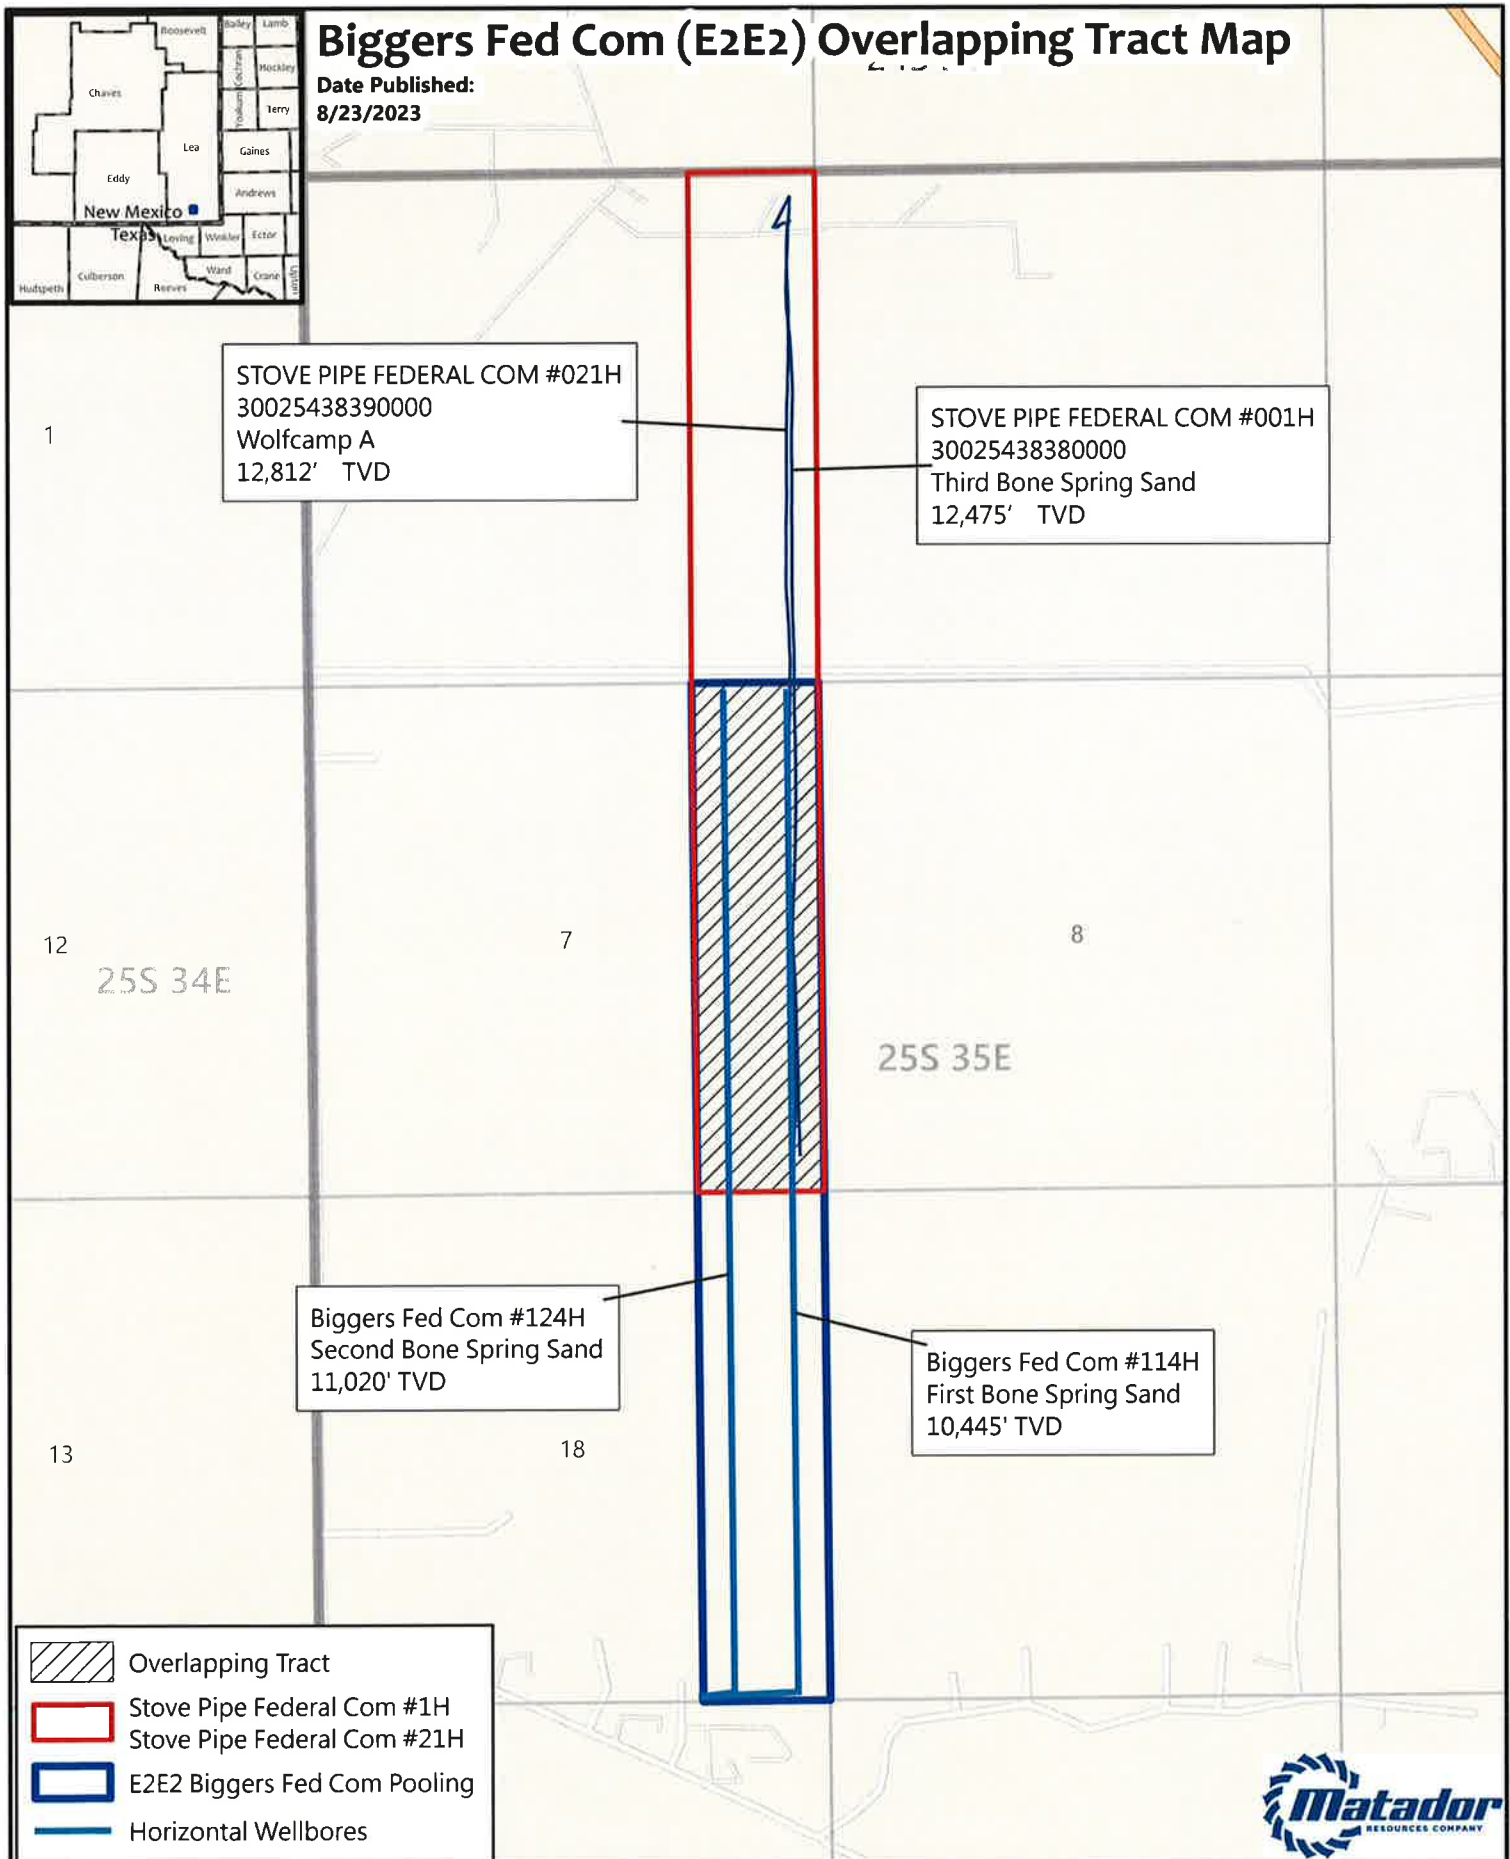 Biggers Fed Com (E2E2) Overlapping Tract Map
Date Published:
8/23/2023
Roosevelt
Bailey
Lamb
Cochran
Hockley
Chaves
Yoakum
Terry
Lea
Gaines
Eddy
Andrews
New Mexico
Texas
Loving
Winkler
Ector
Hudspeth
Culberson
Reeves
Ward
Crane
Upton
STOVE PIPE FEDERAL COM #021H
30025438390000
Wolfcamp A
12,812' TVD
STOVE PIPE FEDERAL COM #001H
30025438380000
Third Bone Spring Sand
12,475' TVD
1
12
25S 34E
7
8
25S 35E
Biggers Fed Com #124H
Second Bone Spring Sand
11,020' TVD
Biggers Fed Com #114H
First Bone Spring Sand
10,445' TVD
13
18
Overlapping Tract
Stove Pipe Federal Com #1H
Stove Pipe Federal Com #21H
E2E2 Biggers Fed Com Pooling
Horizontal Wellbores
Matador
RESOURCES COMPANY